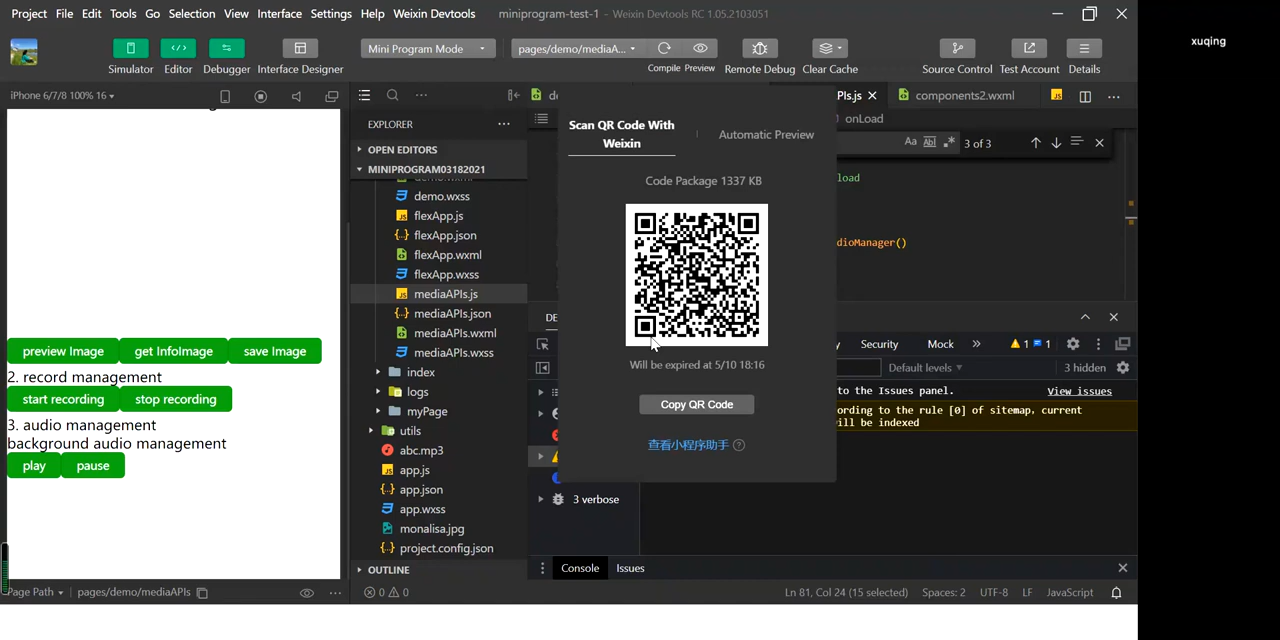 Project File Edit Tools Go Selection View Interface Settings Help Weixin Devtools miniprogram-test-1 - Weixin Devtools RC 1.05.2103051
xuqing
Simulator Editor Debugger Interface Designer
Mini Program Mode
pages/demo/mediaA...
Compile Preview Remote Debug Clear Cache
Source Control Test Account Details
iPhone 6/7/8 100% 16
EXPLORER
OPEN EDITORS
MINIPROGRAM03182021
demo.wxss
flexApp.js
flexApp.json
flexApp.wxml
flexApp.wxss
mediaAPIs.js
mediaAPIs.json
mediaAPIs.wxml
mediaAPIs.wxss
index
logs
myPage
utils
abc.mp3
app.js
app.json
app.wxss
monalisa.jpg
project.config.json
OUTLINE
preview Image get InfoImage save Image
2. record management
start recording stop recording
3. audio management
background audio management
play pause
Page Path pages/demo/mediaAPIs
PIs.js components2.wxml
onLoad
Aa Abl 3 of 3
load
dioManager()
Scan QR Code With
Weixin
Automatic Preview
Code Package 1337 KB
Will be expired at 5/10 18:16
Copy QR Code
查看小程序助手 ?
DE
y Security Mock » 1 1
Default levels 3 hidden
to the Issues panel. View issues
ording to the rule [0] of sitemap, current
ill be indexed
3 verbose
Console Issues
0 0
Ln 81, Col 24 (15 selected) Spaces: 2 UTF-8 LF JavaScript